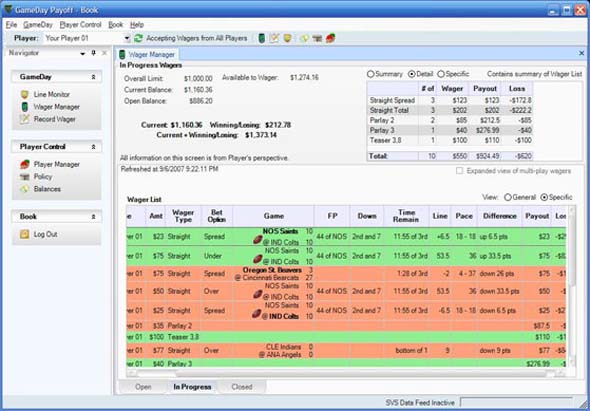 GameDay Payoff - Book
File GameDay Player Control Book Help
Player: Your Player 01 Accepting Wagers from All Players
Navigator
GameDay
Line Monitor
Wager Manager
Record Wager
Player Control
Player Manager
Policy
Balances
Book
Log Out
Wager Manager
In Progress Wagers
Overall Limit: $1,000.00 Available to Wager: $1,274.16
Current Balance: $1,160.36
Open Balance: $886.20
Current: $1,160.36 Winning/Losing: $212.78
Current + Winning/Losing: $1,373.14
All information on this screen is from Player's perspective.
Summary Detail Specific Contains summary of Wager List
# of Wager Payout Loss
Straight Spread 3 $123 $123 -$172.8
Straight Total 3 $202 $202 -$222.2
Parlay 2 2 $85 $212.5 -$85
Parlay 3 1 $40 $276.99 -$40
Teaser 3,8 1 $100 $110 -$100
Total: 10 $550 $924.49 -$620
Refreshed at 9/6/2007 9:22:11 PM
Expanded view of multi-play wagers
Wager List
View: General Specific
e Amt Wager Type Bet Option Game FP Down Time Remain Line Pace Difference Payout Los
er 01 $23 Straight Spread NOS Saints 10 @ IND Colts 10 44 of NOS 2nd and 7 11:55 of 3rd +6.5 18 - 18 up 6.5 pts $23
er 01 $75 Straight Under NOS Saints 10 @ IND Colts 10 44 of NOS 2nd and 7 11:55 of 3rd 53.5 36 up 33.5 pts $75
er 01 $75 Straight Spread Oregon St. Beavers 3 @ Cincinnati Bearcats 27 1:28 of 3rd -2 4 - 37 down 26 pts $75
er 01 $50 Straight Over NOS Saints 10 @ IND Colts 10 44 of NOS 2nd and 7 11:55 of 3rd 53.5 36 down 33.5 pts $50
er 01 $25 Straight Spread NOS Saints 10 @ IND Colts 10 44 of NOS 2nd and 7 11:55 of 3rd -6.5 18 - 18 down 6.5 pts $25
er 01 $35 Parlay 2 $87.5
er 01 $100 Teaser 3,8 $110
er 01 $77 Straight Over CLE Indians 0 @ ANA Angels 0 bottom of 1 9 down 9 pts $77
er 01 $40 Parlay 3 $276.99
Open In Progress Closed
SVS Data Feed Inactive